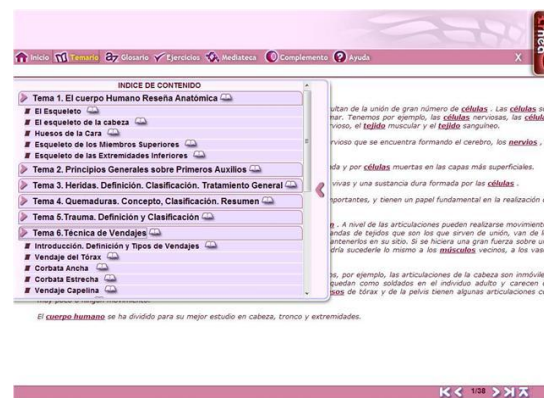 Inicio Temario Glosario Ejercicios Mediateca Complemento Ayuda X
INDICE DE CONTENIDO
Tema 1. El cuerpo Humano Reseña Anatómica
El Esqueleto
El esqueleto de la cabeza
Huesos de la Cara
Esqueleto de los Miembros Superiores
Esqueleto de las Extremidades Inferiores
Tema 2. Principios Generales sobre Primeros Auxilios
Tema 3. Heridas. Definición. Clasificación. Tratamiento General
Tema 4. Quemaduras. Concepto, Clasificación. Resumen
Tema 5.Trauma. Definición y Clasificación
Tema 6.Técnica de Vendajes
Introducción. Definición y Tipos de Vendajes
Vendaje del Tórax
Corbata Ancha
Corbata Estrecha
Vendaje Capelina
ultan de la unión de gran número de células . Las células
mar. Tenemos por ejemplo, las células nerviosas, las
rvioso, el tejido muscular y el tejido sanguíneo.
rvioso que se encuentra formando el cerebro, los nervios ,
da y por células muertas en las capas más superficiales.
vivas y una sustancia dura formada por las células .
mportantes, y tienen un papel fundamental en la realización
. A nivel de las articulaciones pueden realizarse
andas de tejidos que son los que sirven de unión, van de
antenerlos en su sitio. Si se hiciera una gran fuerza sobre
dría sucederle lo mismo a los músculos vecinos, a los
os, por ejemplo, las articulaciones de la cabeza son
quedan como soldados en el individuo adulto y carecen
sos de tórax y de la pelvis tienen algunas articulaciones
El cuerpo humano se ha dividido para su mejor estudio en cabeza, tronco y extremidades.
1/38